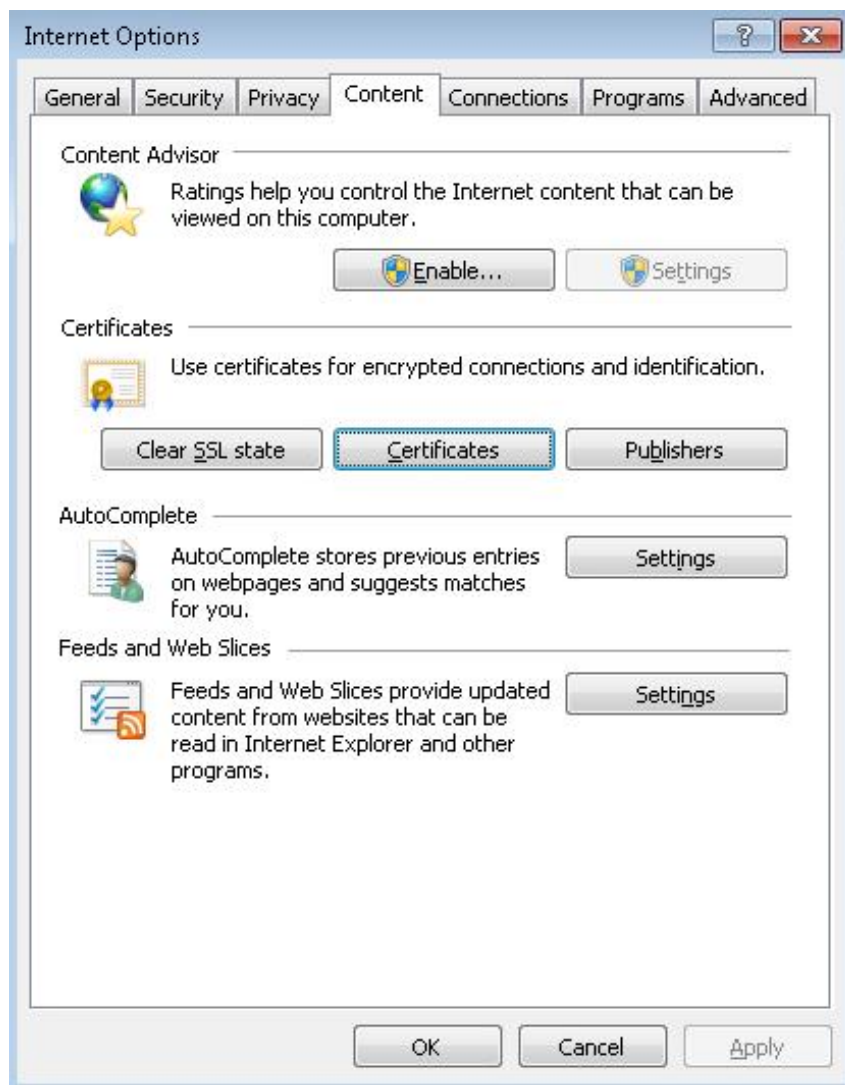 Internet Options
General Security Privacy Content Connections Programs Advanced
Content Advisor
Ratings help you control the Internet content that can be
viewed on this computer.
Enable... Settings
Certificates
Use certificates for encrypted connections and identification.
Clear SSL state Certificates Publishers
AutoComplete
AutoComplete stores previous entries
on webpages and suggests matches
for you.
Settings
Feeds and Web Slices
Feeds and Web Slices provide updated
content from websites that can be
read in Internet Explorer and other
programs.
Settings
OK Cancel Apply